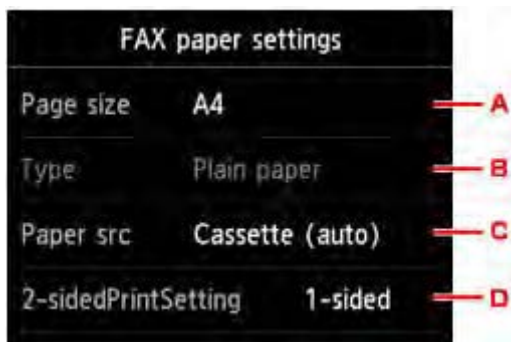 FAX paper settings
Page size A4 A
Type Plain paper B
Paper src Cassette (auto) C
2-sidedPrintSetting 1-sided D